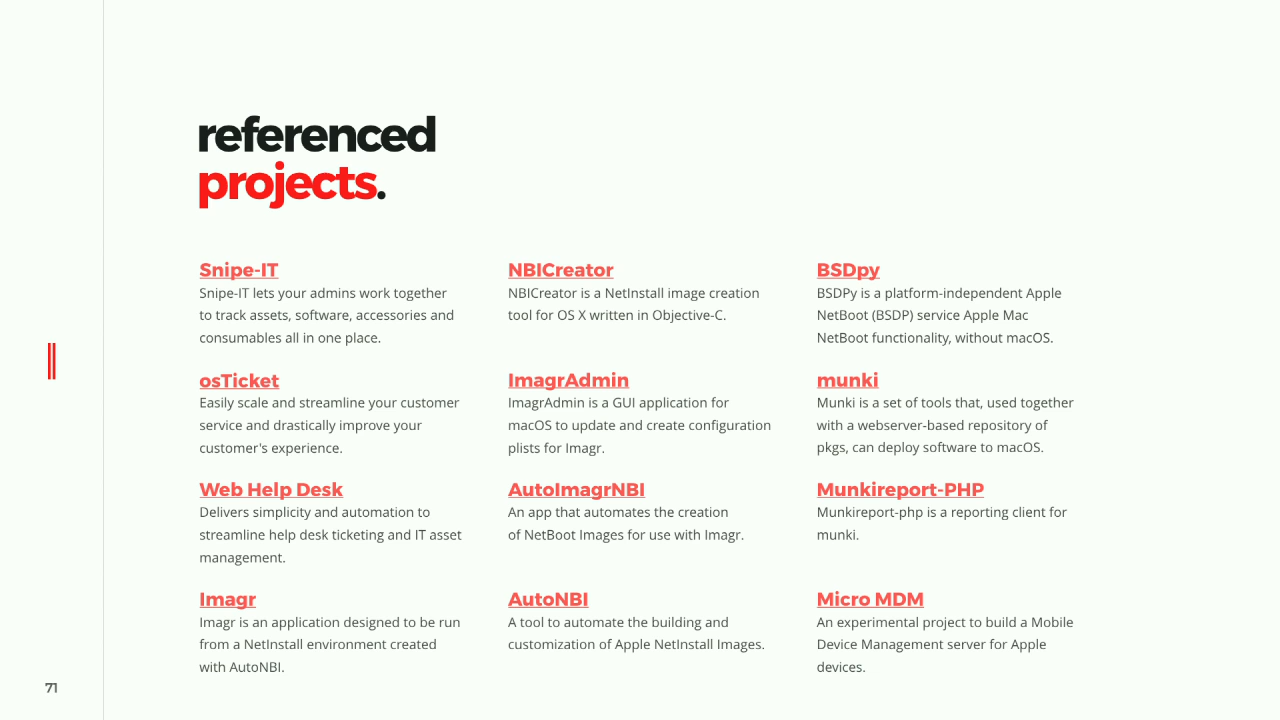 referenced
projects.
Snipe-IT
Snipe-IT lets your admins work together
to track assets, software, accessories and
consumables all in one place.
osTicket
Easily scale and streamline your customer
service and drastically improve your
customer's experience.
Web Help Desk
Delivers simplicity and automation to
streamline help desk ticketing and IT asset
management.
Imagr
Imagr is an application designed to be run
from a NetInstall environment created
with AutoNBI.
NBICreator
NBICreator is a NetInstall image creation
tool for OS X written in Objective-C.
ImagrAdmin
ImagrAdmin is a GUI application for
macOS to update and create configuration
plists for Imagr.
AutoImagrNBI
An app that automates the creation
of NetBoot Images for use with Imagr.
AutoNBI
A tool to automate the building and
customization of Apple NetInstall Images.
BSDpy
BSDPy is a platform-independent Apple
NetBoot (BSDP) service Apple Mac
NetBoot functionality, without macOS.
munki
Munki is a set of tools that, used together
with a webserver-based repository of
pkgs, can deploy software to macOS.
Munkireport-PHP
Munkireport-php is a reporting client for
munki.
Micro MDM
An experimental project to build a Mobile
Device Management server for Apple
devices.
71